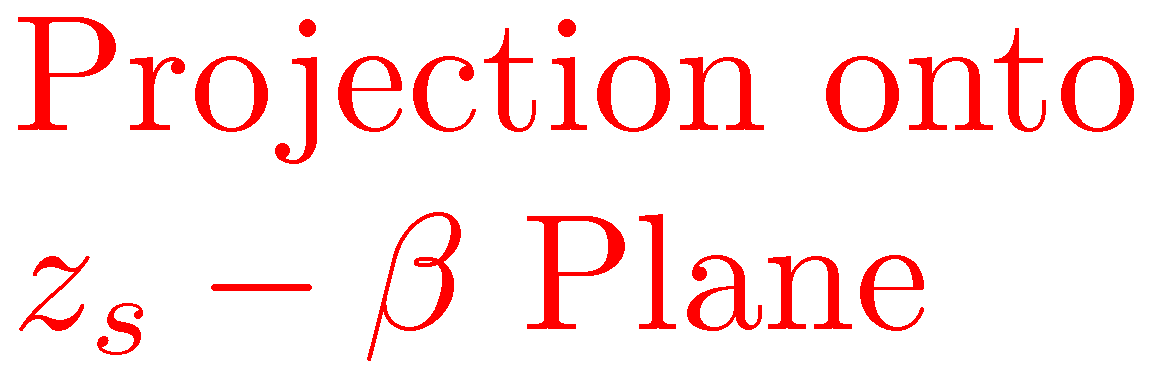 Projection onto
z_s − β Plane